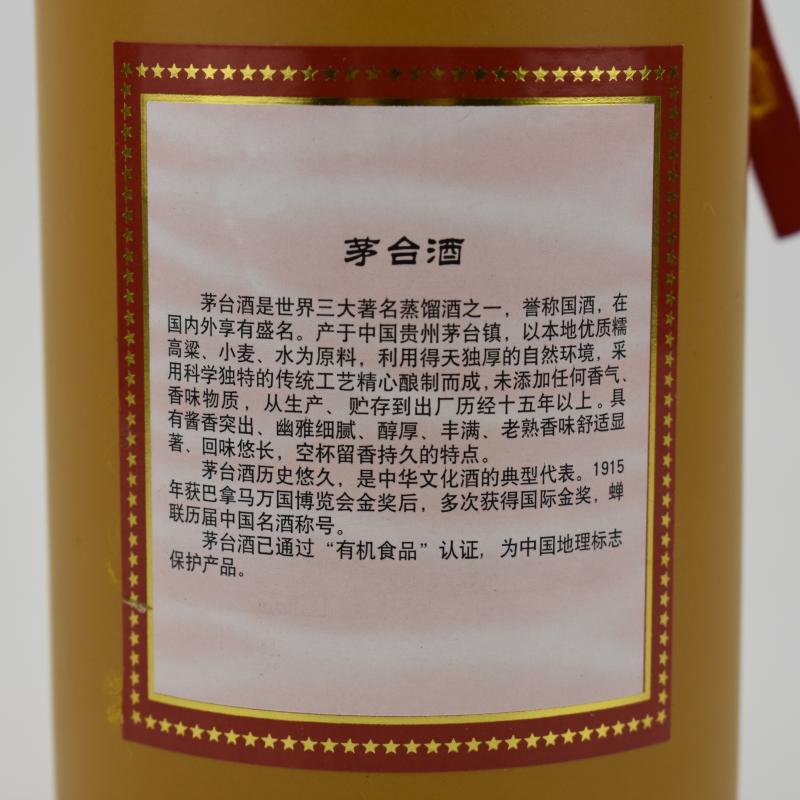 茅台酒
茅台酒是世界三大著名蒸馏酒之一，誉称国酒，在
国内外享有盛名。产于中国贵州茅台镇，以本地优质糯
高粱、小麦、水为原料，利用得天独厚的自然环境，采
用科学独特的传统工艺精心酿制而成，未添加任何香气、
香味物质，从生产、贮存到出厂历经十五年以上。具
有酱香突出、幽雅细腻、醇厚、丰满、老熟香味舒适显
著、回味悠长，空杯留香持久的特点。
茅台酒历史悠久，是中华文化酒的典型代表。1915
年获巴拿马万国博览会金奖后，多次获得国际金奖，蝉
联历届中国名酒称号。
茅台酒已通过“有机食品”认证，为中国地理标志
保护产品。